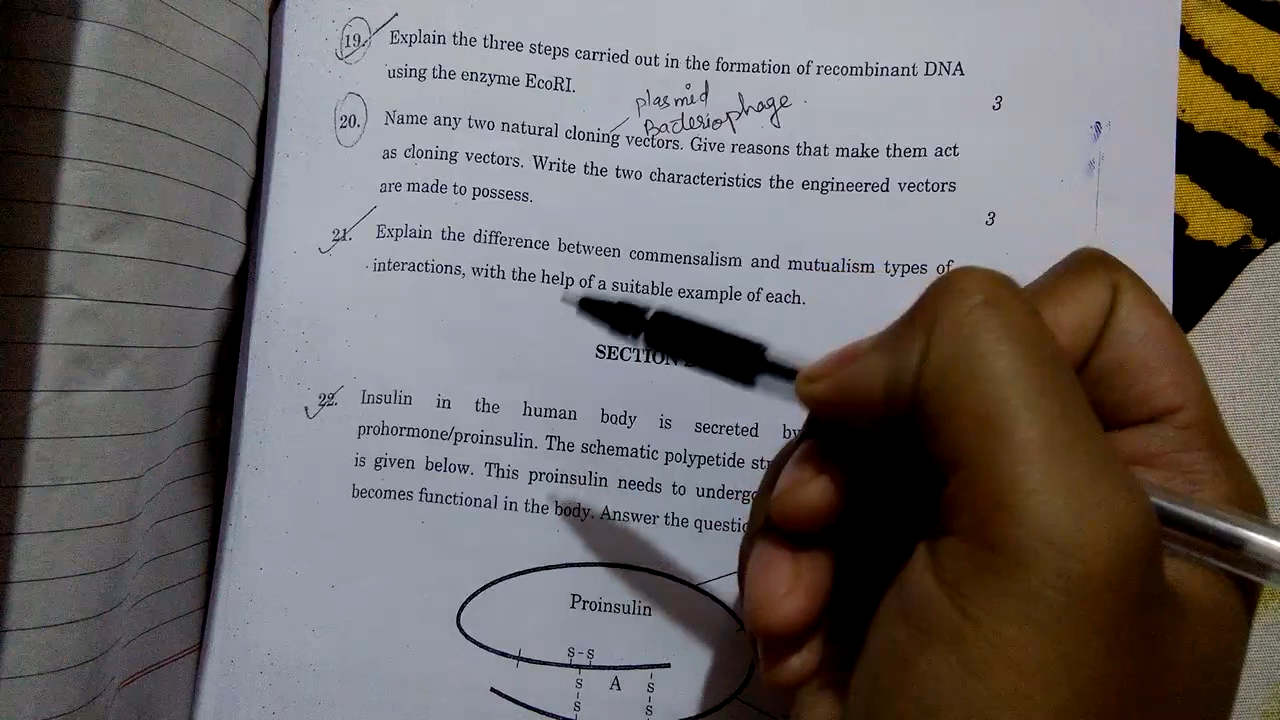 19. Explain the three steps carried out in the formation of recombinant DNA
using the enzyme EcoRI.
3
plasmid
Bacteriophage.
20. Name any two natural cloning vectors. Give reasons that make them act
as cloning vectors. Write the two characteristics the engineered vectors
are made to possess.
3
21. Explain the difference between commensalism and mutualism types of
interactions, with the help of a suitable example of each.
SECTION
22. Insulin in the human body is secreted by
prohormone/proinsulin. The schematic polypetide
is given below. This proinsulin needs to undergo
becomes functional in the body. Answer the
Proinsulin
S-S
S A S
S S